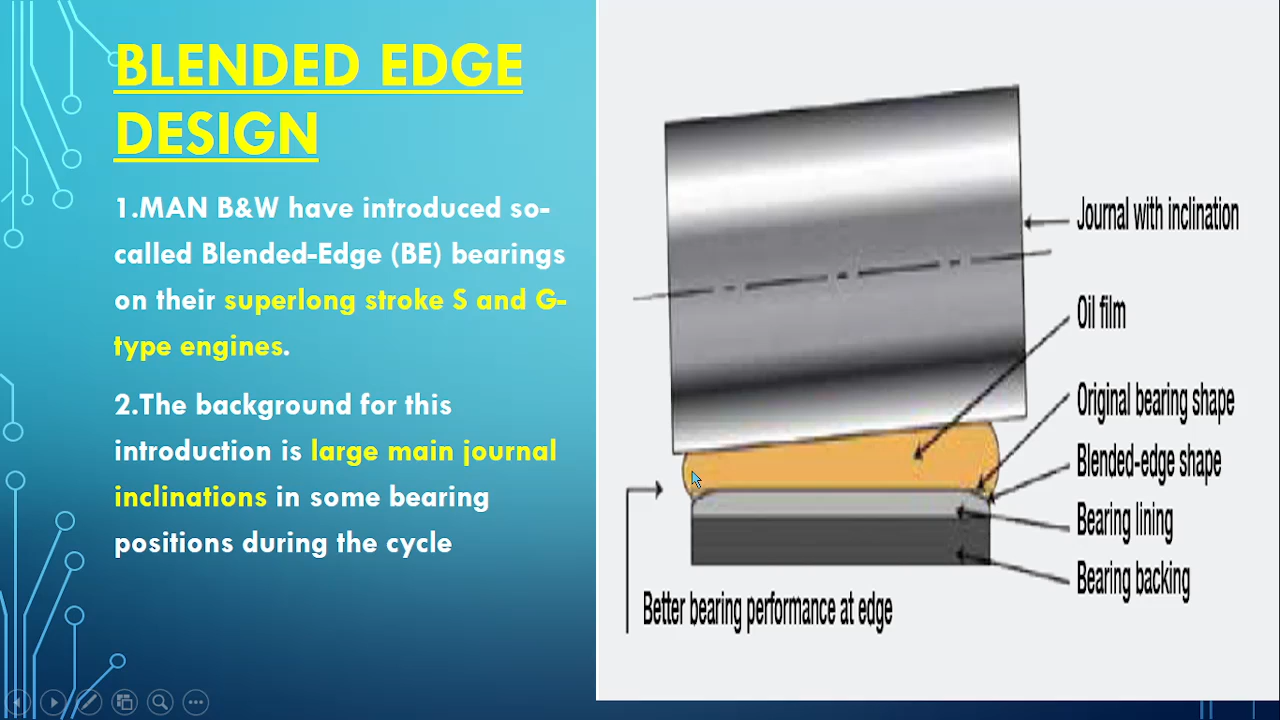 BLENDED EDGE
DESIGN
1.MAN B&W have introduced so-
called Blended-Edge (BE) bearings
on their superlong stroke S and G-
type engines.
2.The background for this
introduction is large main journal
inclinations in some bearing
positions during the cycle
Journal with inclination
Oil film
Original bearing shape
Blended-edge shape
Bearing lining
Bearing backing
Better bearing performance at edge